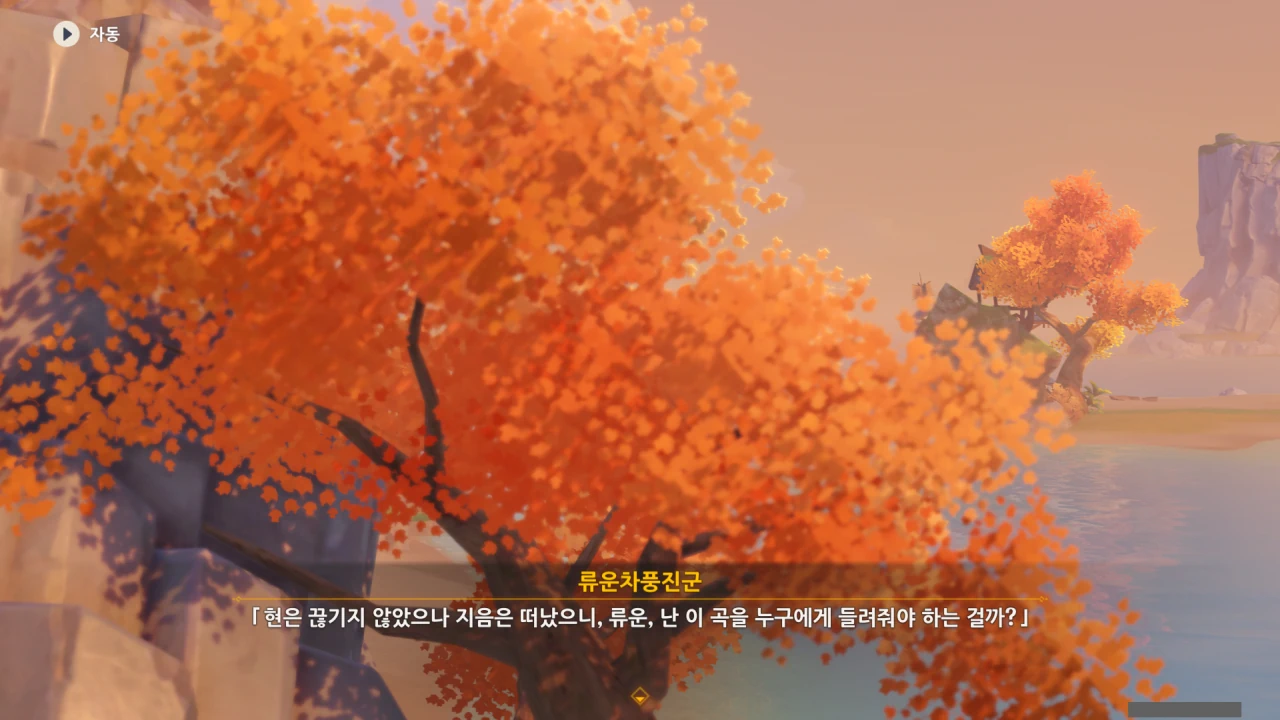 자동
류운차풍진군
「현은 끊기지 않았으나 지음은 떠났으니, 류운, 난 이 곡을 누구에게 들려줘야 하는 걸까?」